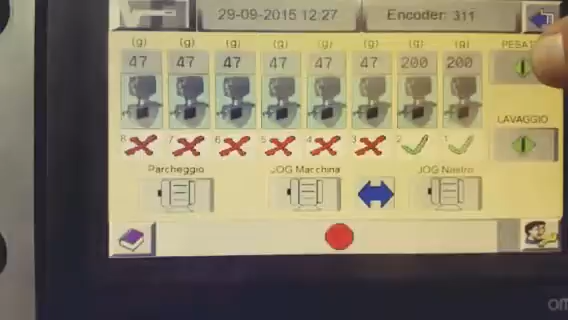 29-09-2015 12:27 Encoder: 311
(g) (g) (g) (g) (g) (g) (g) (g)
47 47 47 47 47 47 200 200
8 7 6 5 4 3 2 1
LAVAGGIO
Parcheggio JOG Macchina JOG Nastro